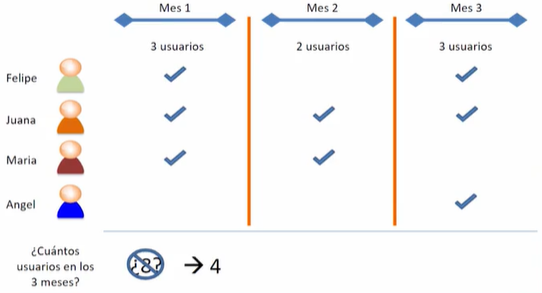 Mes 1 Mes 2 Mes 3
3 usuarios 2 usuarios 3 usuarios
Felipe
Juana
Maria
Angel
¿Cuántos
usuarios en los
3 meses?
¿8? → 4